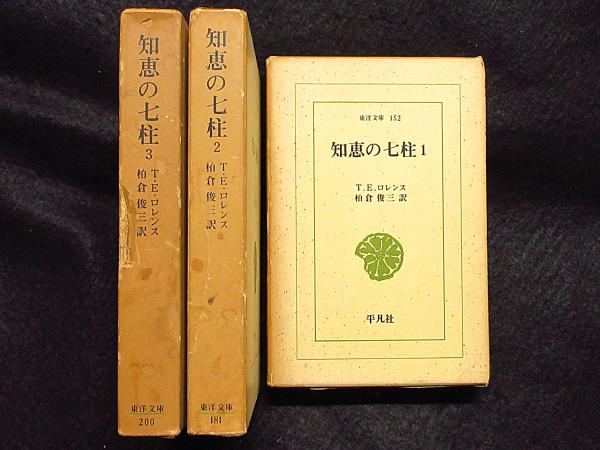 知恵の七柱 3
T・E・ロレンス
柏倉俊三訳
東洋文庫
200
知恵の七柱 2
T・E・ロレンス
柏倉俊三訳
東洋文庫
181
東洋文庫 152
知恵の七柱 1
T.E.ロレンス
柏倉俊三訳
平凡社